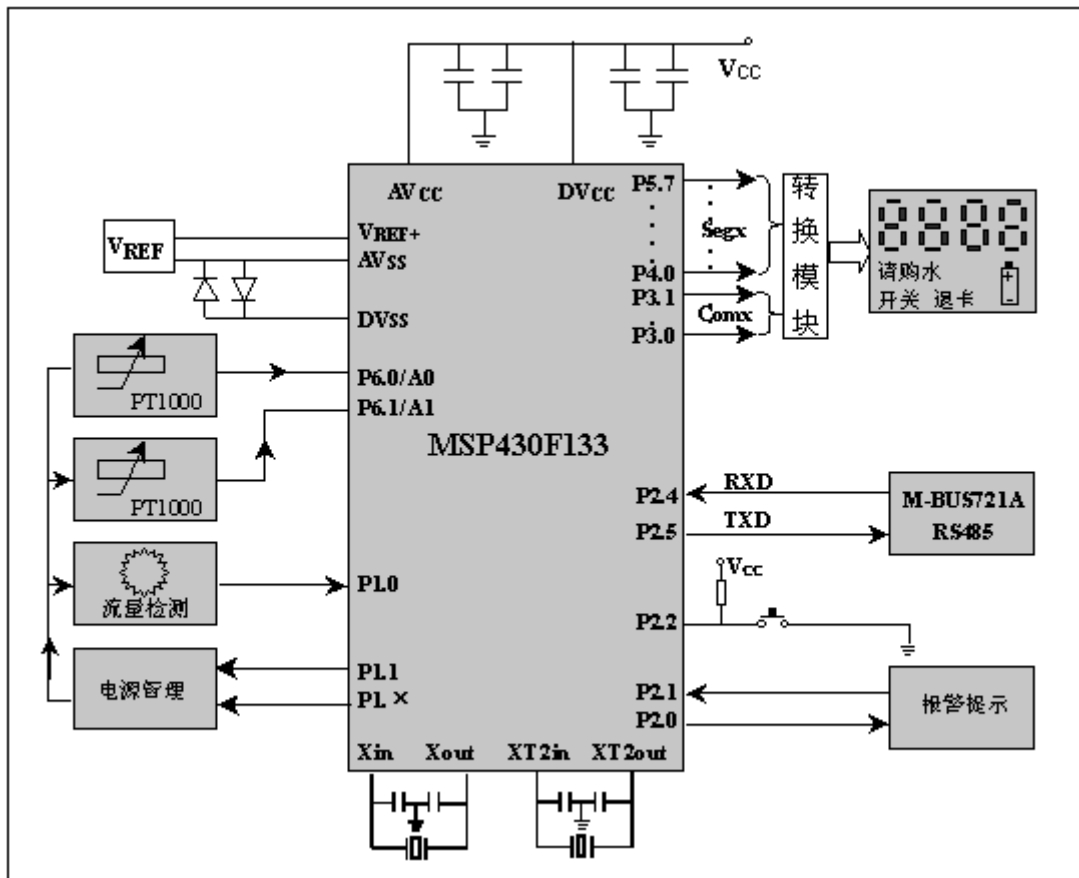 VCC
AVCC
DVCC
P5.7
VREF
VREF+
AVSS
Segx
DVSS
P4.0
P3.1
Comx
P3.0
转换模块
8888
请购水
开关 退卡
+
-
PT1000
P6.0/A0
P6.1/A1
PT1000
MSP430F133
P2.4
RXD
M-BUS721A
P2.5
TXD
RS485
流量检测
P1.0
VCC
P2.2
电源管理
P1.1
P1.×
P2.1
P2.0
报警提示
Xin
Xout
XT2in
XT2out